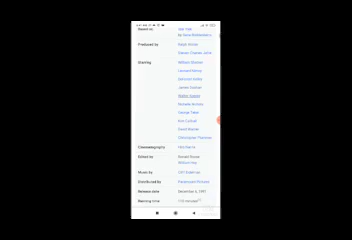 Based on Star Trek
by Gene Roddenberry
Produced by Ralph Winter
Steven-Charles Jaffe
Starring William Shatner
Leonard Nimoy
DeForest Kelley
James Doohan
Walter Koenig
Nichelle Nichols
George Takei
Kim Cattrall
David Warner
Christopher Plummer
Cinematography Hiro Narita
Edited by Ronald Roose
William Hoy
Music by Cliff Eidelman
Distributed by Paramount Pictures
Release date December 6, 1991
Running time 110 minutes